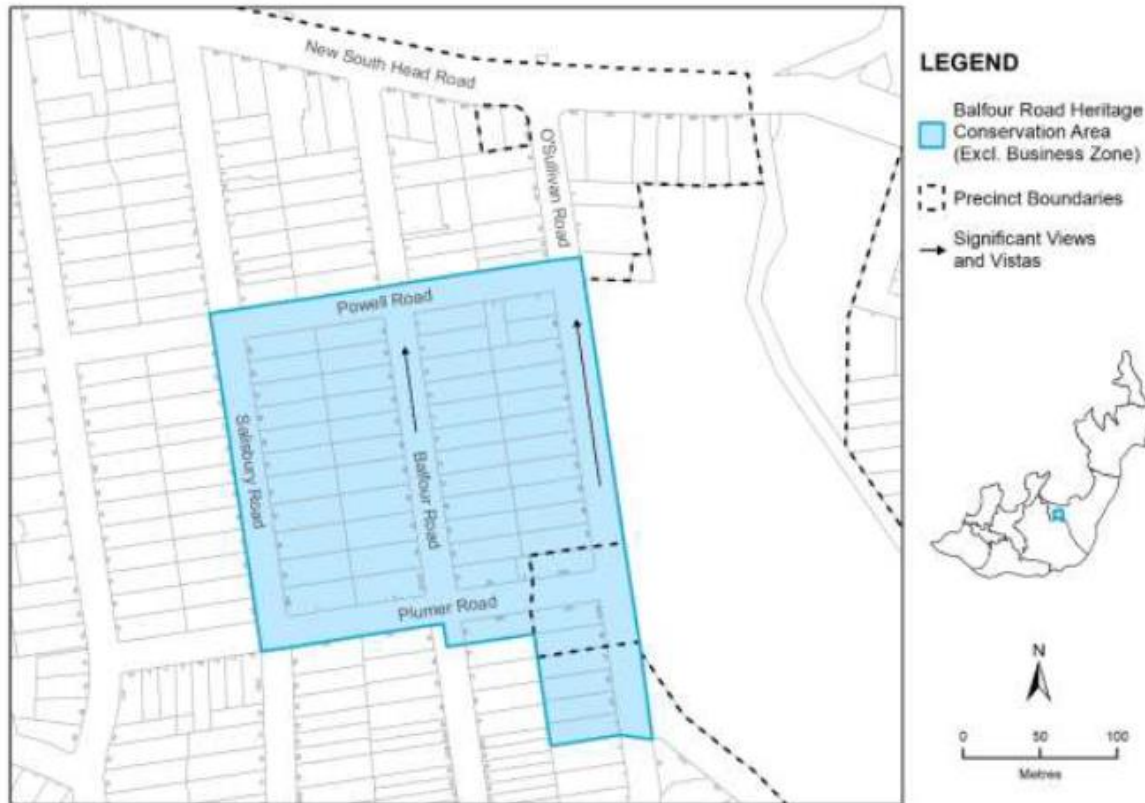 New South Head Road
O'Sullivan Road
Powell Road
Salisbury Road
Balfour Road
Plumer Road
LEGEND
Balfour Road Heritage
Conservation Area
(Excl. Business Zone)
Precinct Boundaries
Significant Views
and Vistas
N
0 50 100
Metres